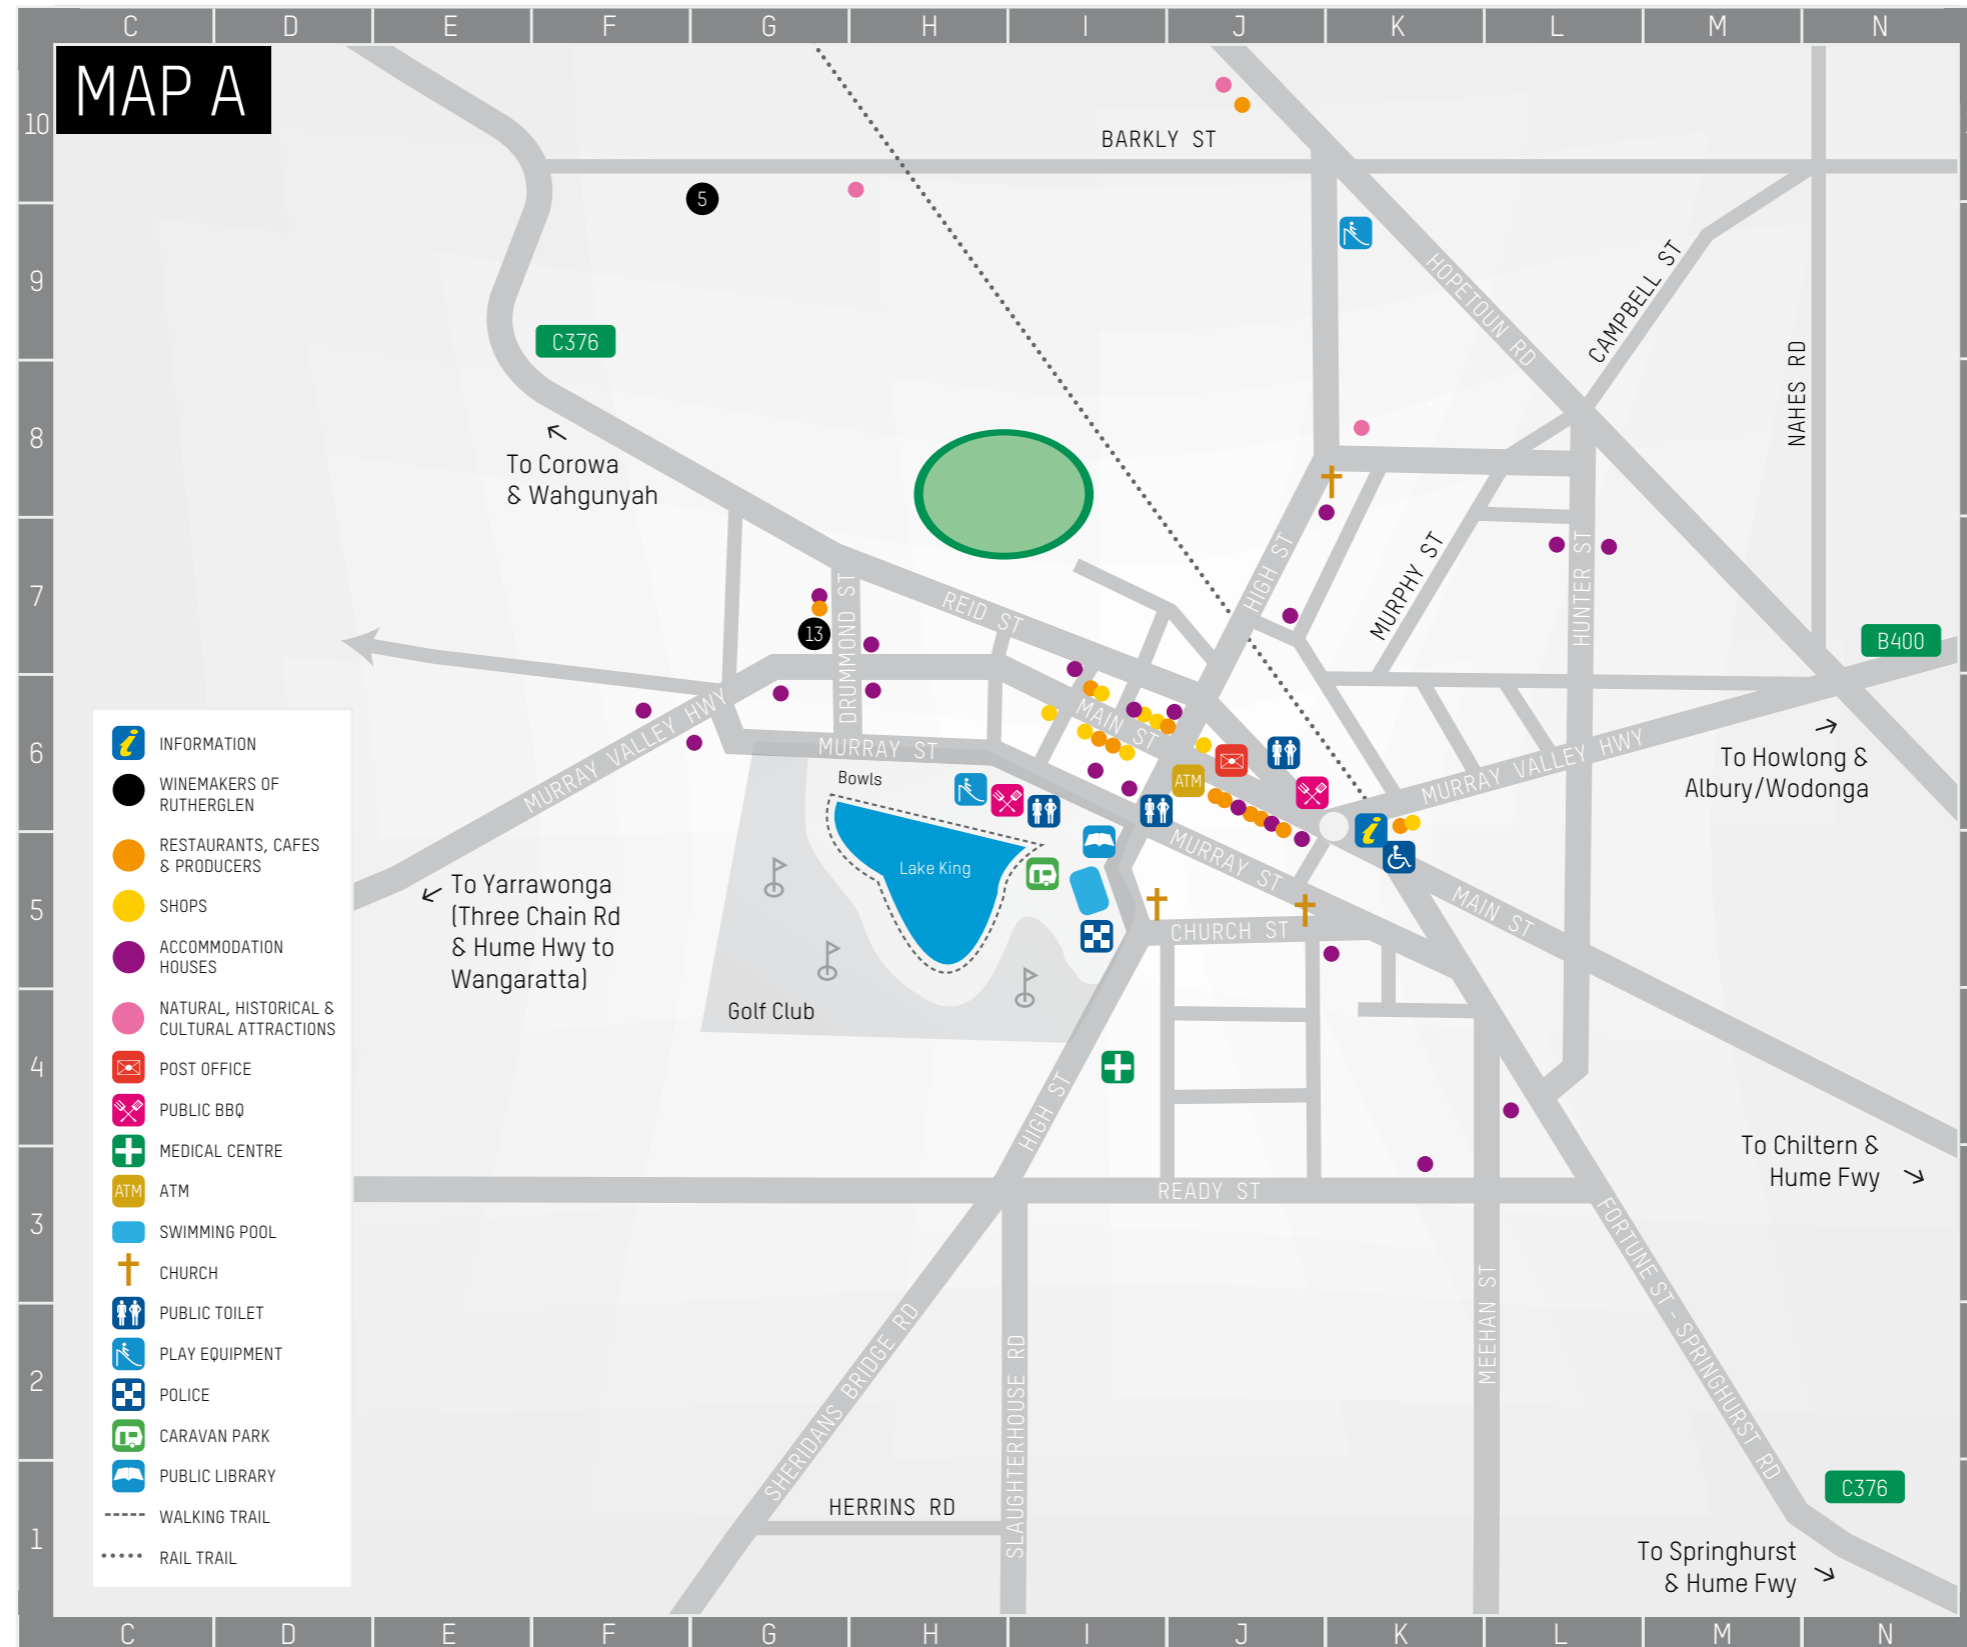 C D E F G H I J K L M N
MAP A
10
9
8
7
6
5
4
3
2
1
BARKLY ST
5
HOPETOUN RD
CAMPBELL ST
NAHES RD
C376
To Corowa
& Wahgunyah
HIGH ST
MURPHY ST
HUNTER ST
B400
REID ST
DRUMMOND ST
13
MAIN ST
MURRAY VALLEY HWY
MURRAY ST
Bowls
ATM
MURRAY VALLEY HWY
To Howlong &
Albury/Wodonga
i
Lake King
MURRAY ST
MAIN ST
CHURCH ST
To Yarrawonga
(Three Chain Rd
& Hume Hwy to
Wangaratta)
Golf Club
HIGH ST
To Chiltern &
Hume Fwy
READY ST
FORTUNE ST - SPRINGHURST RD
MEEHAN ST
SHERIDANS BRIDGE RD
SLAUGHTERHOUSE RD
HERRINS RD
C376
To Springhurst
& Hume Fwy
i
INFORMATION
WINEMAKERS OF
RUTHERGLEN
RESTAURANTS, CAFES
& PRODUCERS
SHOPS
ACCOMMODATION
HOUSES
NATURAL, HISTORICAL &
CULTURAL ATTRACTIONS
POST OFFICE
PUBLIC BBQ
MEDICAL CENTRE
ATM ATM
SWIMMING POOL
CHURCH
PUBLIC TOILET
PLAY EQUIPMENT
POLICE
CARAVAN PARK
PUBLIC LIBRARY
WALKING TRAIL
RAIL TRAIL
C D E F G H I J K L M N